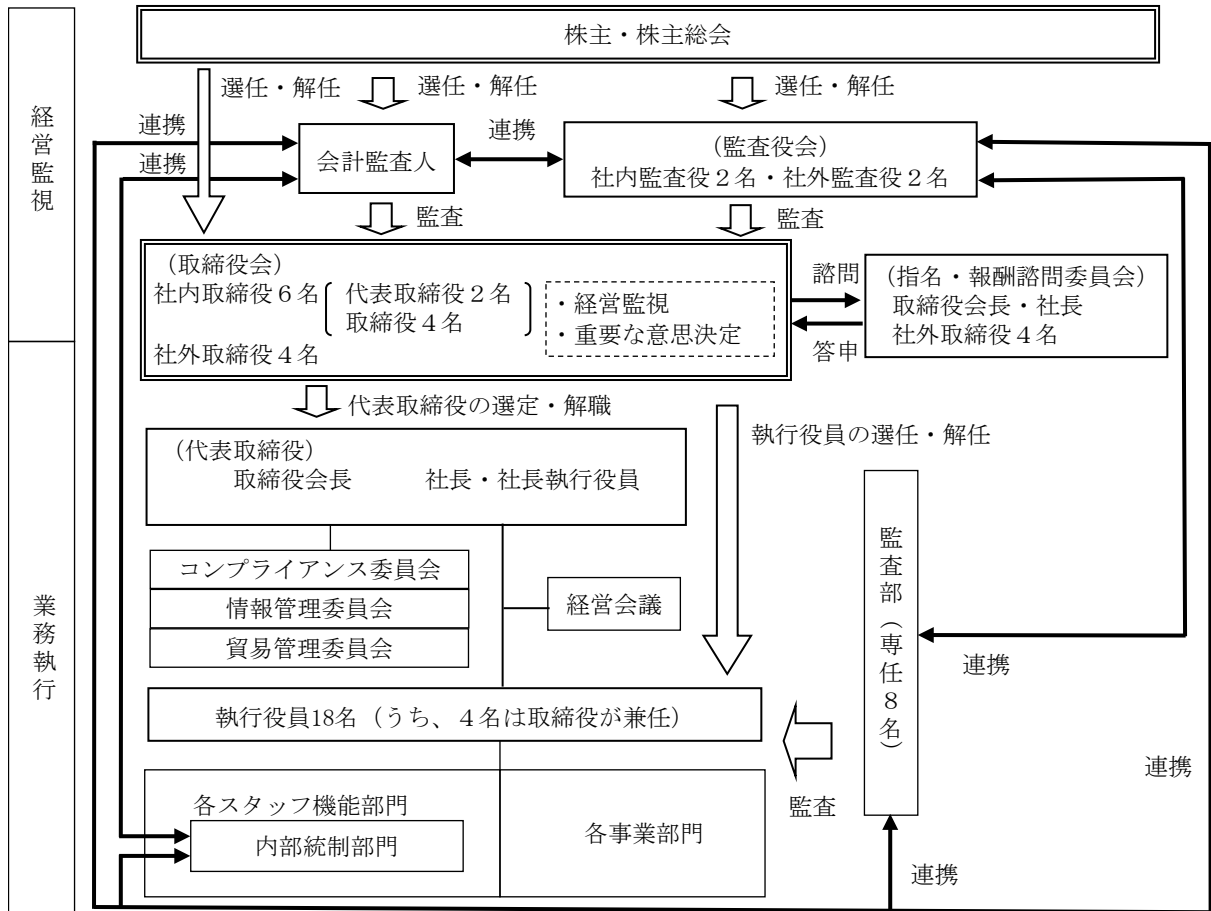 株主・株主総会
経営監視
選任・解任
選任・解任
選任・解任
連携
連携
会計監査人
連携
(監査役会)
社内監査役2名・社外監査役2名
監査
監査
(取締役会)
社内取締役6名
代表取締役2名
取締役4名
社外取締役4名
・経営監視
・重要な意思決定
諮問
答申
(指名・報酬諮問委員会)
取締役会長・社長
社外取締役4名
業務執行
代表取締役の選定・解職
執行役員の選任・解任
(代表取締役)
取締役会長 社長・社長執行役員
コンプライアンス委員会
情報管理委員会
貿易管理委員会
経営会議
監査部(専任8名)
連携
執行役員18名(うち、4名は取締役が兼任)
監査
連携
各スタッフ機能部門
内部統制部門
各事業部門
連携